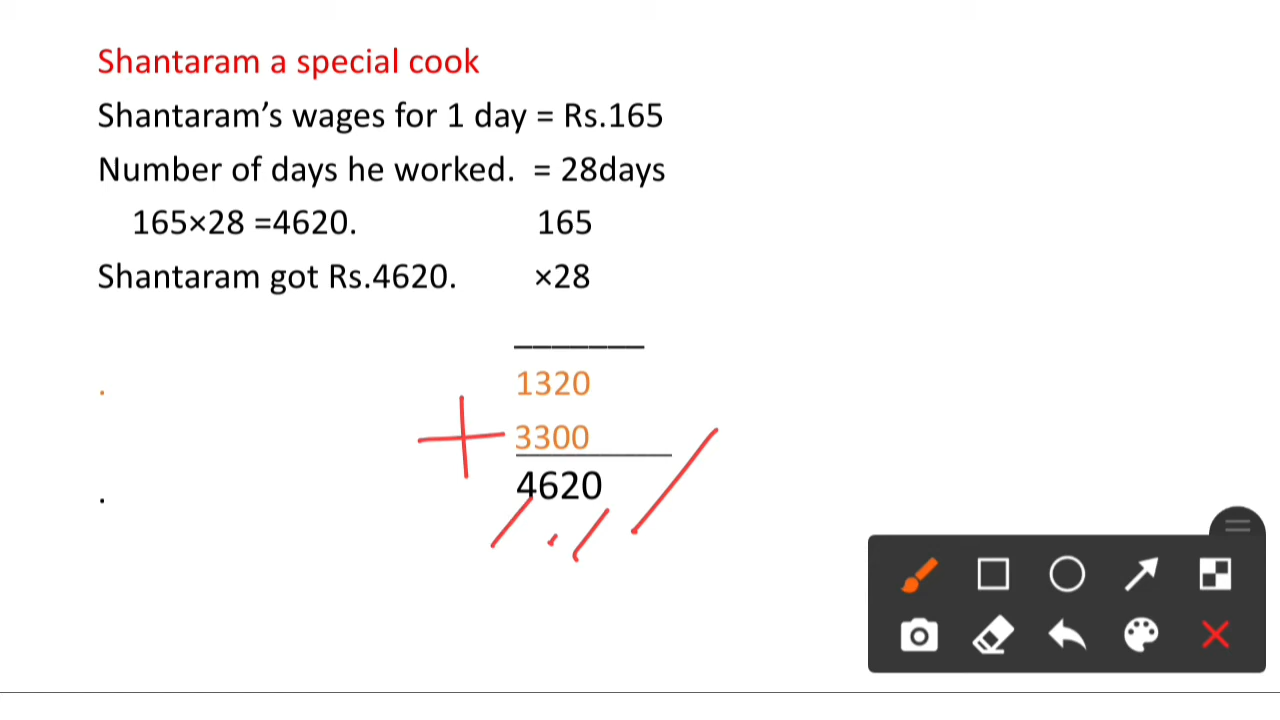 Shantaram a special cook
Shantaram’s wages for 1 day = Rs.165
Number of days he worked. = 28days
165×28 =4620. 165
Shantaram got Rs.4620. ×28
_______
. 1320
+ 3300
. 4620